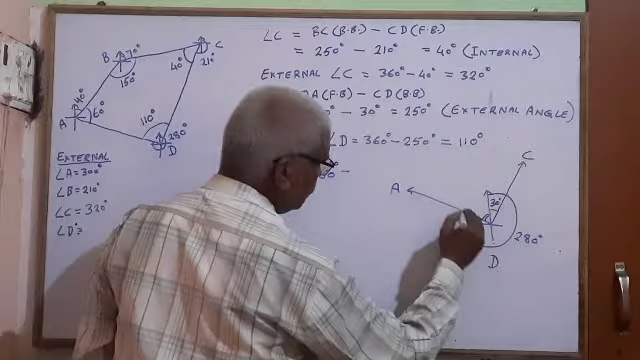 ∠C = BC (B.B.) - CD (F.B.)
= 250° - 210° = 40° (INTERNAL)
EXTERNAL ∠C = 360° - 40° = 320°
DA (F.B) - CD (B.B)
- 30° = 250° (EXTERNAL ANGLE)
∠D = 360° - 250° = 110°
B
70°
C
150°
40°
21°
40°
A
60°
110°
280°
D
EXTERNAL
∠A = 300°
∠B = 210°
∠C = 320°
∠D =
A
C
30°
280°
D